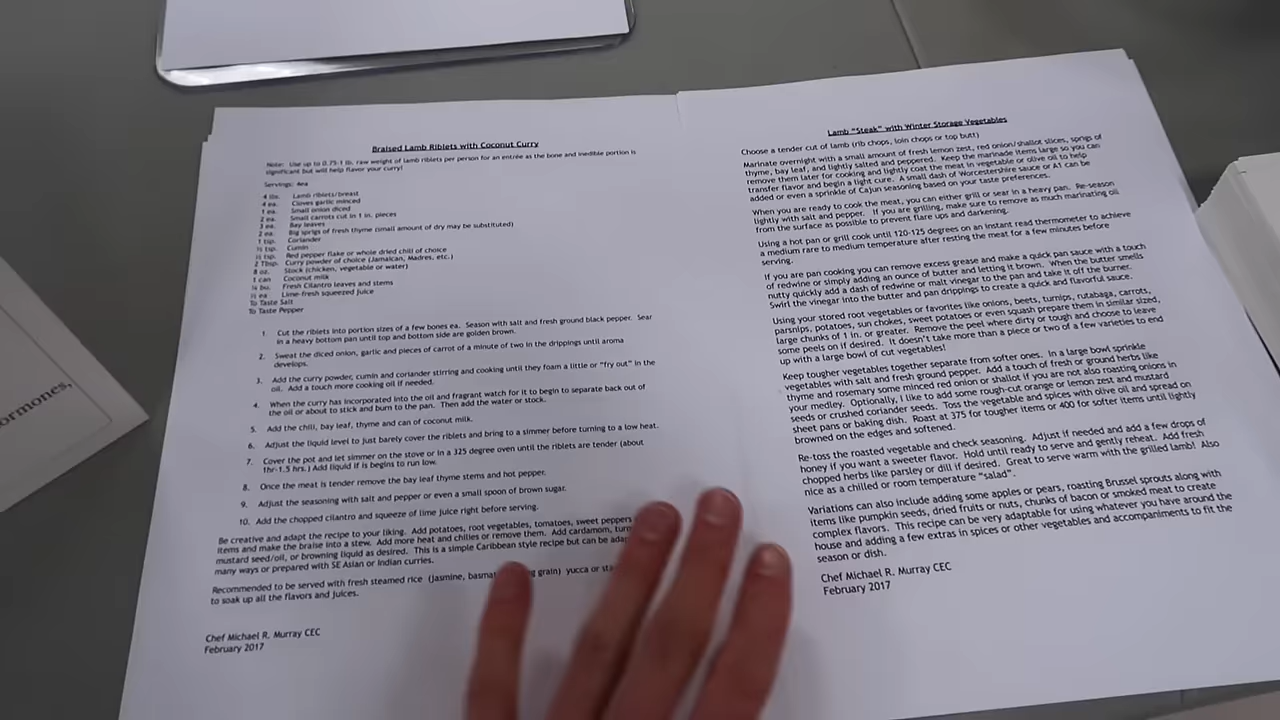 Braised Lamb Riblets with Coconut Curry
Note: Use up to 0.75-1 lb. raw weight of lamb riblets per person for an entrée as the bone and inedible portion is
significant but will help flavor your curry!
Servings: 4ea
4 lbs. Lamb riblets/breast
4 ea. Cloves garlic minced
1 ea. Small onion diced
2 ea. Small carrots cut in 1 in. pieces
3 ea. Bay leaves
2 ea. Big sprigs of fresh thyme (small amount of dry may be substituted)
1 tsp. Coriander
½ tsp. Cumin
½ tsp. Red pepper flake or whole dried chili of choice
2 Tbsp. Curry powder of choice (Jamaican, Madres, etc.)
8 oz. Stock (chicken, vegetable or water)
1 can Coconut milk
¼ bu. Fresh Cilantro leaves and stems
½ ea Lime-fresh squeezed juice
To Taste Salt
To Taste Pepper
1. Cut the riblets into portion sizes of a few bones ea. Season with salt and fresh ground black pepper. Sear
in a heavy bottom pan until top and bottom side are golden brown.
2. Sweat the diced onion, garlic and pieces of carrot of a minute of two in the drippings until aroma
develops.
3. Add the curry powder, cumin and coriander stirring and cooking until they foam a little or "fry out" in the
oil. Add a touch more cooking oil if needed.
4. When the curry has incorporated into the oil and fragrant watch for it to begin to separate back out of
the oil or about to stick and burn to the pan. Then add the water or stock.
5. Add the chili, bay leaf, thyme and can of coconut milk.
6. Adjust the liquid level to just barely cover the riblets and bring to a simmer before turning to a low heat.
7. Cover the pot and let simmer on the stove or in a 325 degree oven until the riblets are tender (about
1hr-1.5 hrs.) Add liquid if is begins to run low.
8. Once the meat is tender remove the bay leaf thyme stems and hot pepper.
9. Adjust the seasoning with salt and pepper or even a small spoon of brown sugar.
10. Add the chopped cilantro and squeeze of lime juice right before serving.
Be creative and adapt the recipe to your liking. Add potatoes, root vegetables, tomatoes, sweet peppers
items and make the braise into a stew. Add more heat and chilies or remove them. Add cardamom,
mustard seed/oil, or browning liquid as desired. This is a simple Caribbean style recipe but can be
many ways or prepared with SE Asian or Indian curries.
Recommended to be served with fresh steamed rice (Jasmine, grain) yucca or
to soak up all the flavors and juices.
Chef Michael R. Murray CEC
February 2017
Lamb "Steak" with Winter Storage Vegetables
Choose a tender cut of lamb (rib chops, loin chops or top butt)
Marinate overnight with a small amount of fresh lemon zest, red onion/shallot slices, sprigs of
thyme, bay leaf, and lightly salted and peppered. Keep the marinade items large so you can
remove them later for cooking and lightly coat the meat in vegetable or olive oil to help
transfer flavor and begin a light cure. A small dash of Worcestershire sauce or A1 can be
added or even a sprinkle of Cajun seasoning based on your taste preferences.
When you are ready to cook the meat, you can either grill or sear in a heavy pan. Re-season
lightly with salt and pepper. If you are grilling, make sure to remove as much marinating oil
from the surface as possible to prevent flare ups and darkening.
Using a hot pan or grill cook until 120-125 degrees on an instant read thermometer to achieve
a medium rare to medium temperature after resting the meat for a few minutes before
serving.
If you are pan cooking you can remove excess grease and make a quick pan sauce with a touch
of redwine or simply adding an ounce of butter and letting it brown. When the butter smells
nutty quickly add a dash of redwine or malt vinegar to the pan and take it off the burner.
Swirl the vinegar into the butter and pan drippings to create a quick and flavorful sauce.
Using your stored root vegetables or favorites like onions, beets, turnips, rutabaga, carrots,
parsnips, potatoes, sun chokes, sweet potatoes or even squash prepare them in similar sized,
large chunks of 1 in. or greater. Remove the peel where dirty or tough and choose to leave
some peels on if desired. It doesn't take more than a piece or two of a few varieties to end
up with a large bowl of cut vegetables!
Keep tougher vegetables together separate from softer ones. In a large bowl sprinkle
vegetables with salt and fresh ground pepper. Add a touch of fresh or ground herbs like
thyme and rosemary some minced red onion or shallot if you are not also roasting onions in
your medley. Optionally, I like to add some rough-cut orange or lemon zest and mustard
seeds or crushed coriander seeds. Toss the vegetable and spices with olive oil and spread on
sheet pans or baking dish. Roast at 375 for tougher items or 400 for softer items until lightly
browned on the edges and softened.
Re-toss the roasted vegetable and check seasoning. Adjust if needed and add a few drops of
honey if you want a sweeter flavor. Hold until ready to serve and gently reheat. Add fresh
chopped herbs like parsley or dill if desired. Great to serve warm with the grilled lamb! Also
nice as a chilled or room temperature "salad".
Variations can also include adding some apples or pears, roasting Brussel sprouts along with
items like pumpkin seeds, dried fruits or nuts, chunks of bacon or smoked meat to create
complex flavors. This recipe can be very adaptable for using whatever you have around the
house and adding a few extras in spices or other vegetables and accompaniments to fit the
season or dish.
Chef Michael R. Murray CEC
February 2017